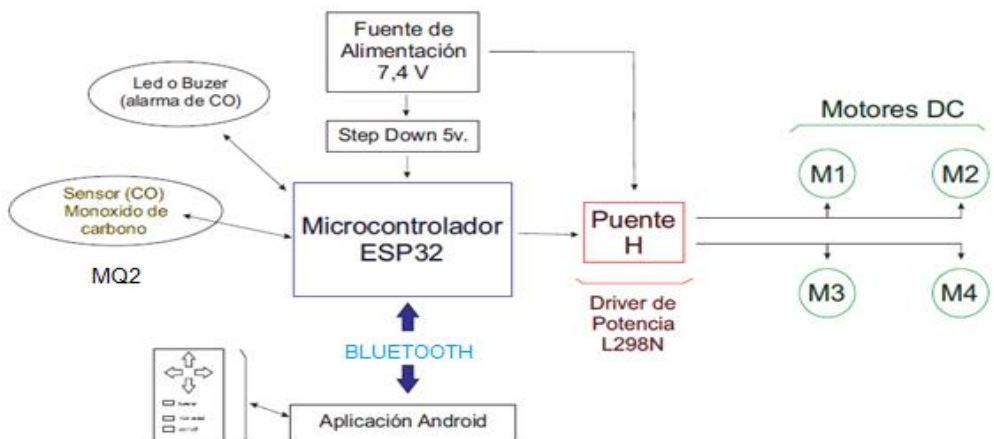 Fuente de
Alimentación
7,4 V
Led o Buzer
(alarma de CO)
Step Down 5v.
Motores DC
M1
M2
Sensor (CO)
Monoxido de
carbono
MQ2
Microcontrolador
ESP32
Puente
H
M3
M4
Driver de
Potencia
L298N
BLUETOOTH
Aplicación Android